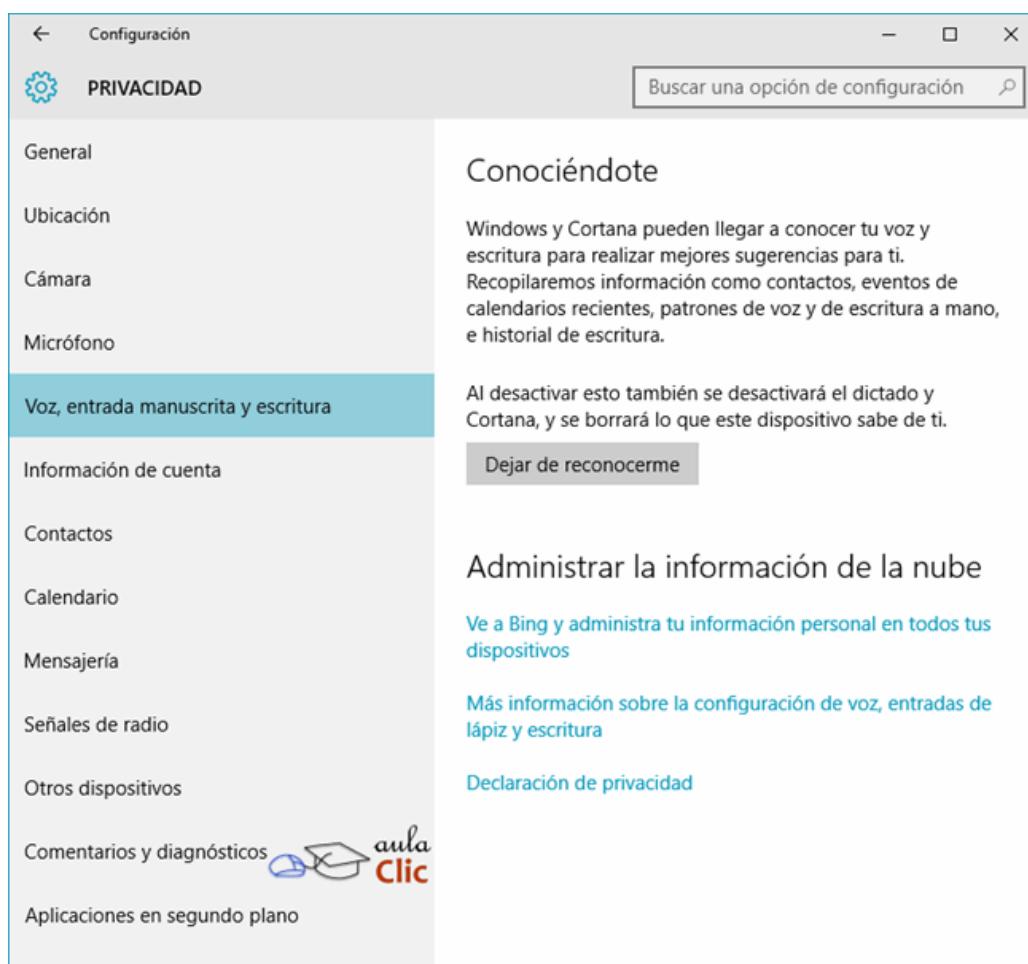 Configuración
PRIVACIDAD
Buscar una opción de configuración
General
Ubicación
Cámara
Micrófono
Voz, entrada manuscrita y escritura
Información de cuenta
Contactos
Calendario
Mensajería
Señales de radio
Otros dispositivos
Comentarios y diagnósticos
aula
Clic
Aplicaciones en segundo plano
Conociéndote
Windows y Cortana pueden llegar a conocer tu voz y
escritura para realizar mejores sugerencias para ti.
Recopilaremos información como contactos, eventos de
calendarios recientes, patrones de voz y de escritura a mano,
e historial de escritura.
Al desactivar esto también se desactivará el dictado y
Cortana, y se borrará lo que este dispositivo sabe de ti.
Dejar de reconocerme
Administrar la información de la nube
Ve a Bing y administra tu información personal en todos tus
dispositivos
Más información sobre la configuración de voz, entradas de
lápiz y escritura
Declaración de privacidad